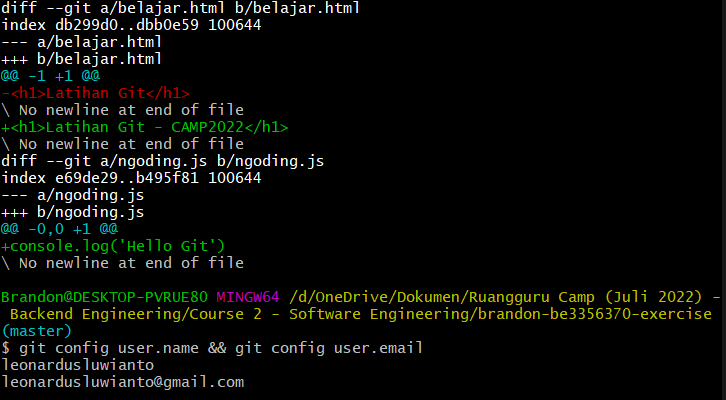 diff --git a/belajar.html b/belajar.html
index db299d0..dbb0e59 100644
--- a/belajar.html
+++ b/belajar.html
@@ -1 +1 @@
-<h1>Latihan Git</h1>
\ No newline at end of file
+<h1>Latihan Git - CAMP2022</h1>
\ No newline at end of file
diff --git a/ngoding.js b/ngoding.js
index e69de29..b495f81 100644
--- a/ngoding.js
+++ b/ngoding.js
@@ -0,0 +1 @@
+console.log('Hello Git')
\ No newline at end of file
Brandon@DESKTOP-PVRUE80 MINGW64 /d/OneDrive/Dokumen/Ruangguru Camp (Juli 2022) -
 Backend Engineering/Course 2 - Software Engineering/brandon-be3356370-exercise
(master)
$ git config user.name && git config user.email
leonardusluwianto
leonardusluwianto@gmail.com